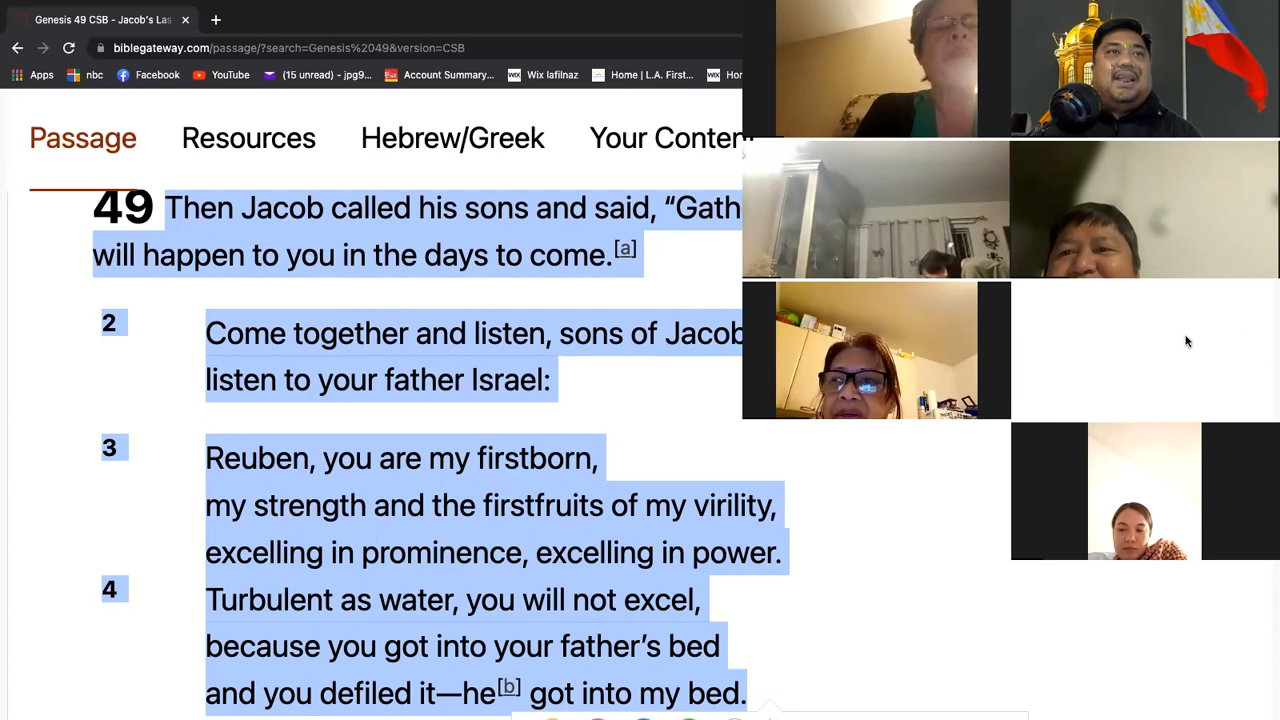 Genesis 49 CSB - Jacob's Las
biblegateway.com/passage/?search=Genesis%2049&version=CSB
Apps nbc Facebook YouTube (15 unread) - jpg9... Account Summary... Wix lafilnaz Home | L.A. First... Hon
Passage Resources Hebrew/Greek Your Content
49 Then Jacob called his sons and said, “Gath
will happen to you in the days to come.[a]
2 Come together and listen, sons of Jacob
listen to your father Israel:
3 Reuben, you are my firstborn,
my strength and the firstfruits of my virility,
excelling in prominence, excelling in power.
4 Turbulent as water, you will not excel,
because you got into your father’s bed
and you defiled it—he[b] got into my bed.